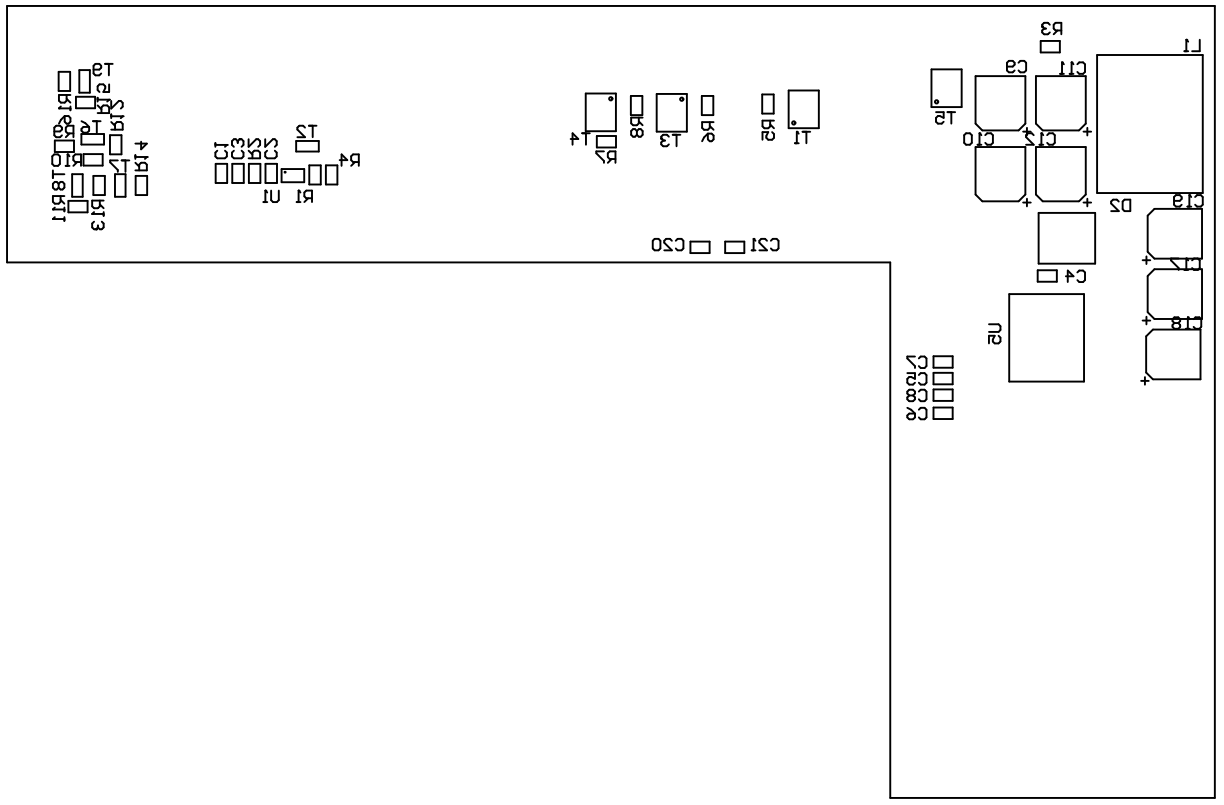 R3
L1
C9
C11
T9
R15
R16
R12
R9
T6
R10
T7
R14
T8
R11
R13
C1
C3
R2
C2
T2
U1
R1
R4
T4
R7
R8
T3
R6
R5
T1
T5
+
+
C10
C12
+
+
D2
C19
+
C20
C21
C4
C17
+
U5
C18
+
C7
C5
C8
C6